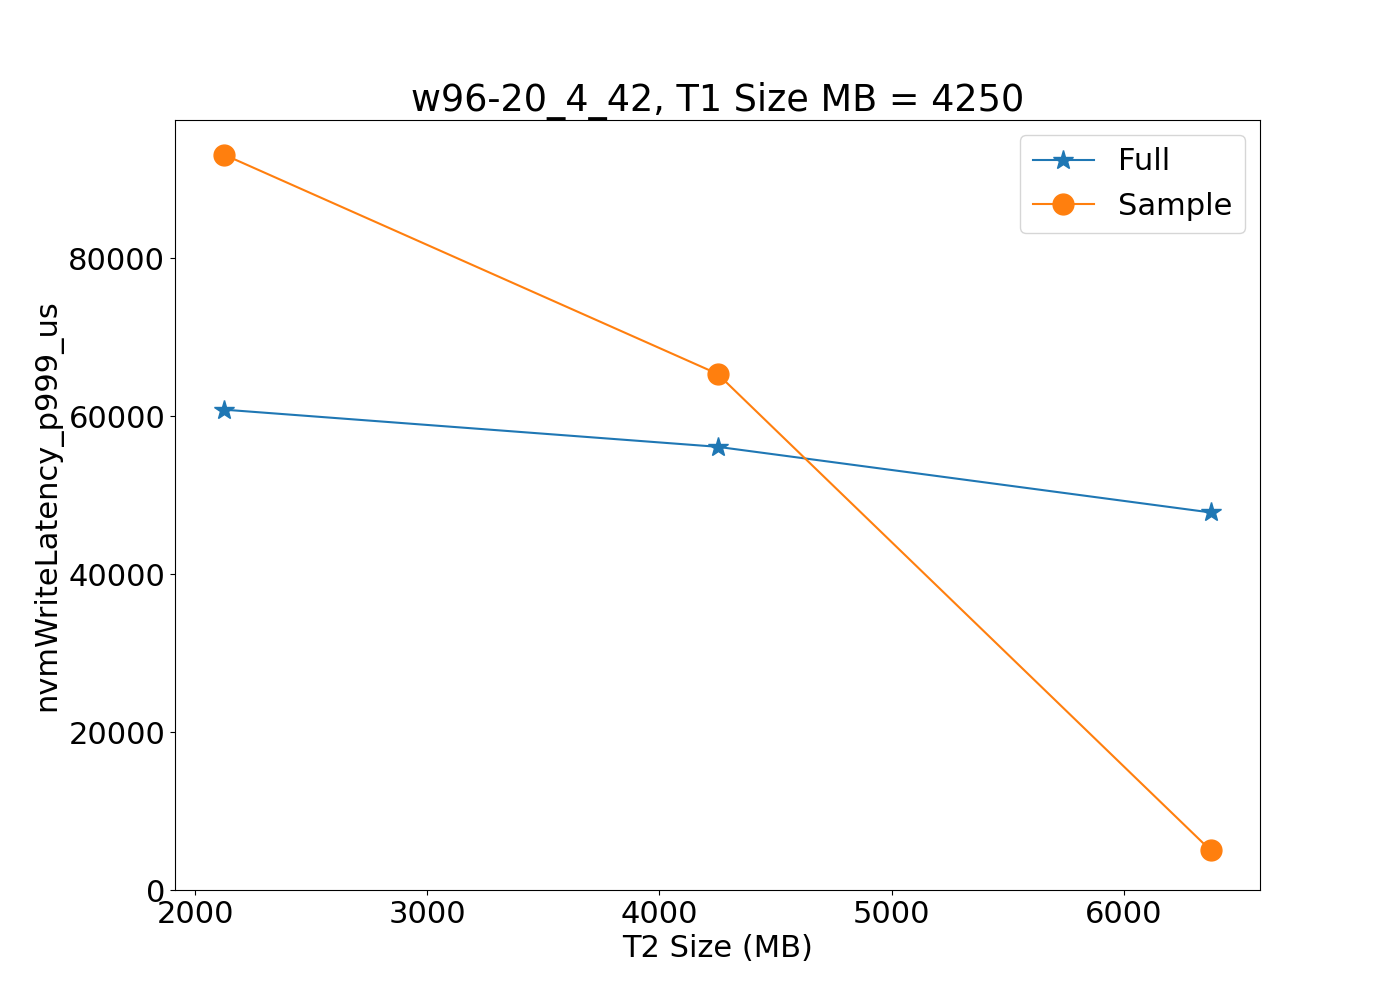 w96-20_4_42, T1 Size MB = 4250
Full
Sample
nvmWriteLatency_p999_us
80000
60000
40000
20000
0
2000 3000 4000 5000 6000
T2 Size (MB)